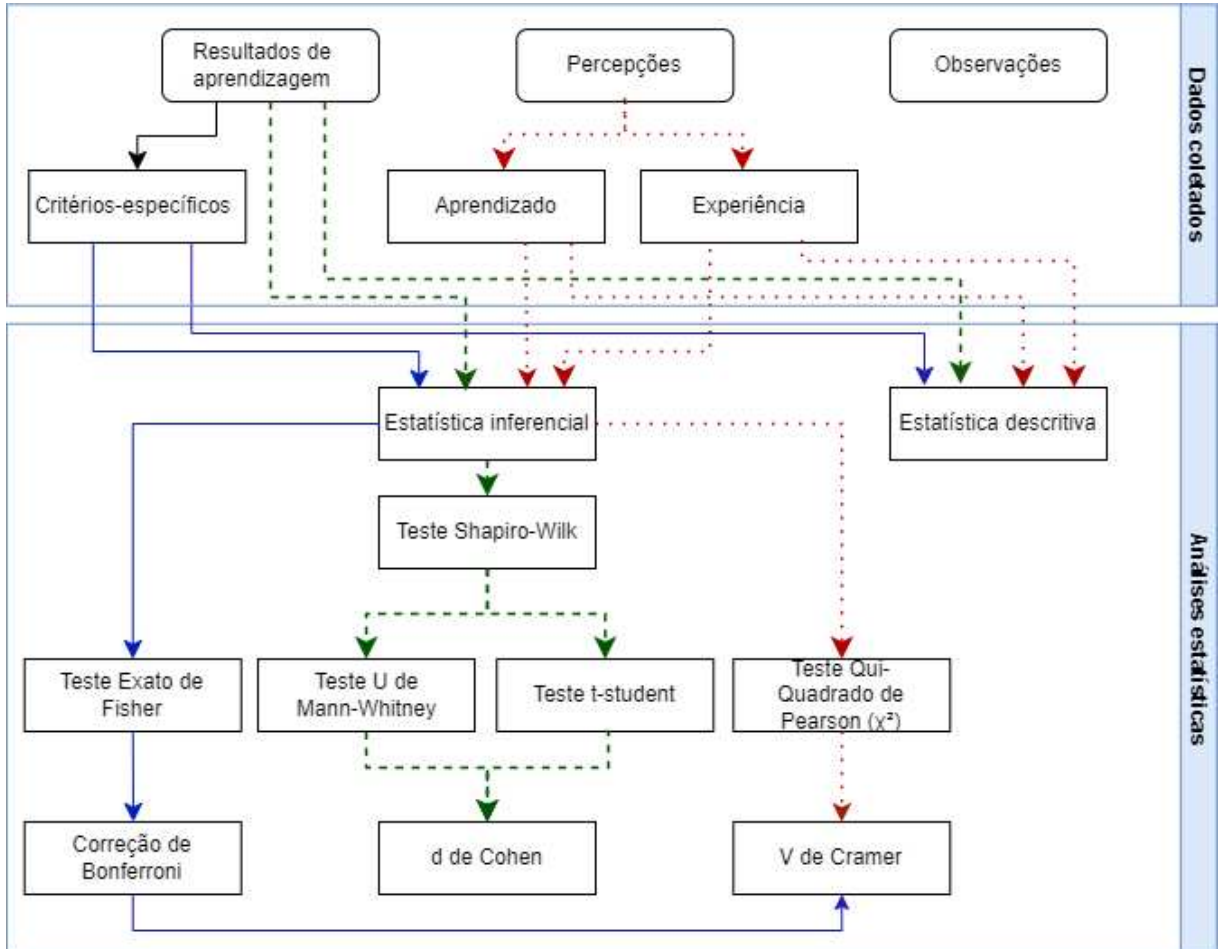 Resultados de
aprendizagem
Percepções
Observações
Dados coletados
Critérios-específicos
Aprendizado
Experiência
Estatística inferencial
Estatística descritiva
Teste Shapiro-Wilk
Análises estatísticas
Teste Exato de
Fisher
Teste U de
Mann-Whitney
Teste t-student
Teste Qui-
Quadrado de
Pearson (χ²)
Correção de
Bonferroni
d de Cohen
V de Cramer